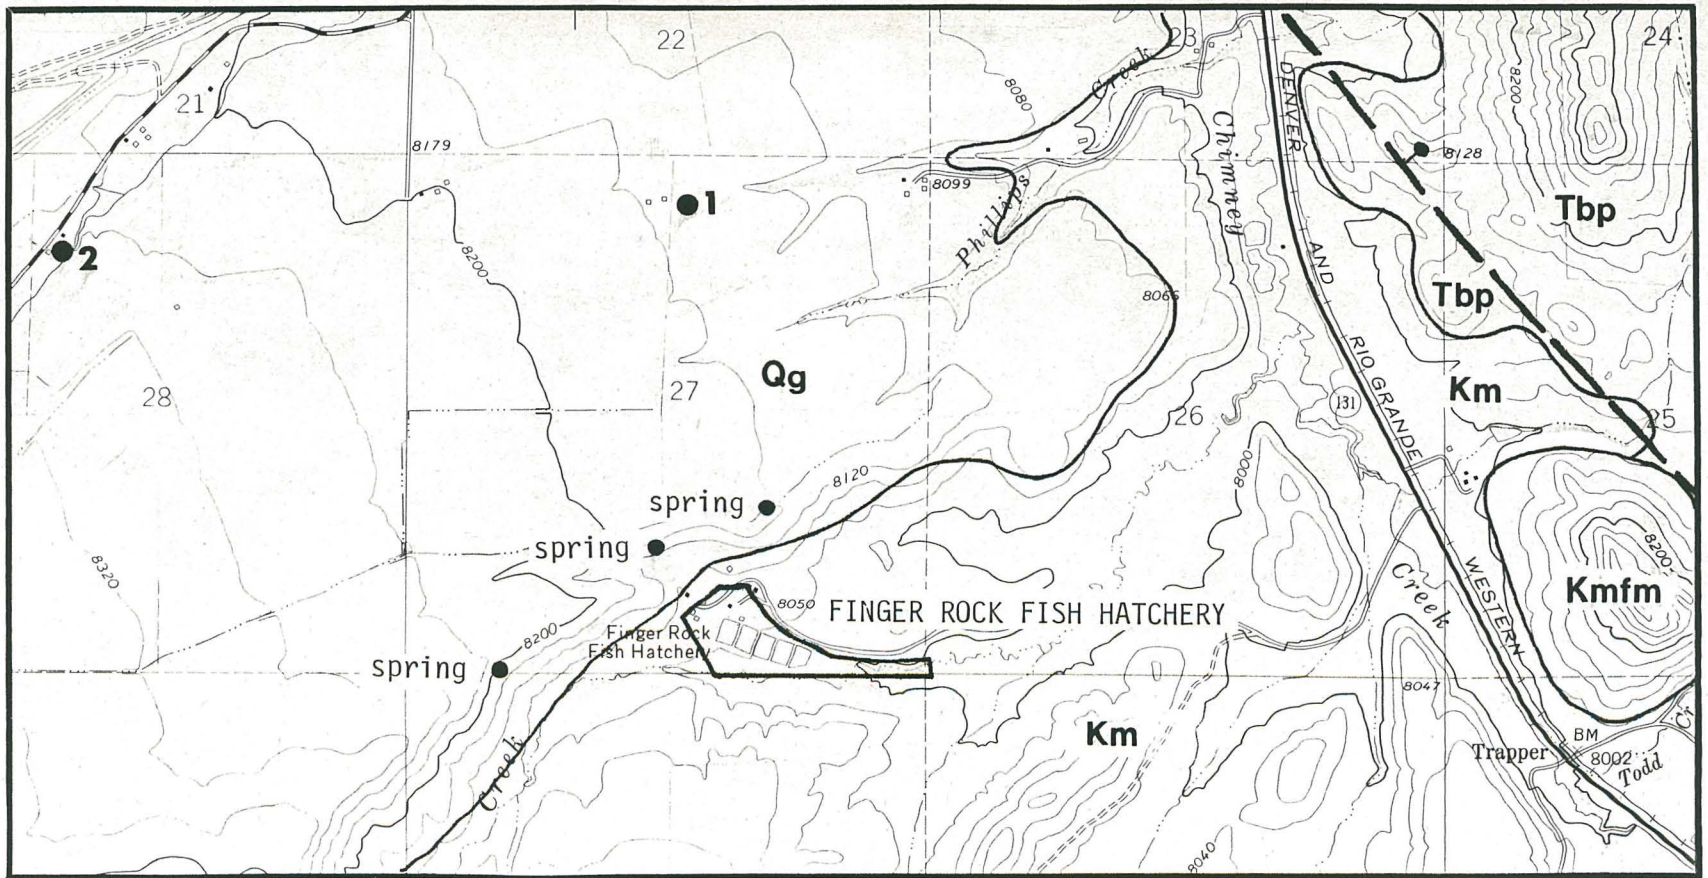 22
23
24
21
8080
Creek
DENVER
8200
8179
Chimney
8128
8099
1
Phillips
Tbp
2
8200
AND
8065
Tbp
Qg
RIO GRANDE
28
27
Km
131
26
25
8120
8000
spring
spring
8320
Creek
WESTERN
8200
Kmfm
8050
FINGER ROCK FISH HATCHERY
8200
Finger Rock
Fish Hatchery
spring
8047
Km
Cr
BM
Trapper
8002
Todd
Creek
8040